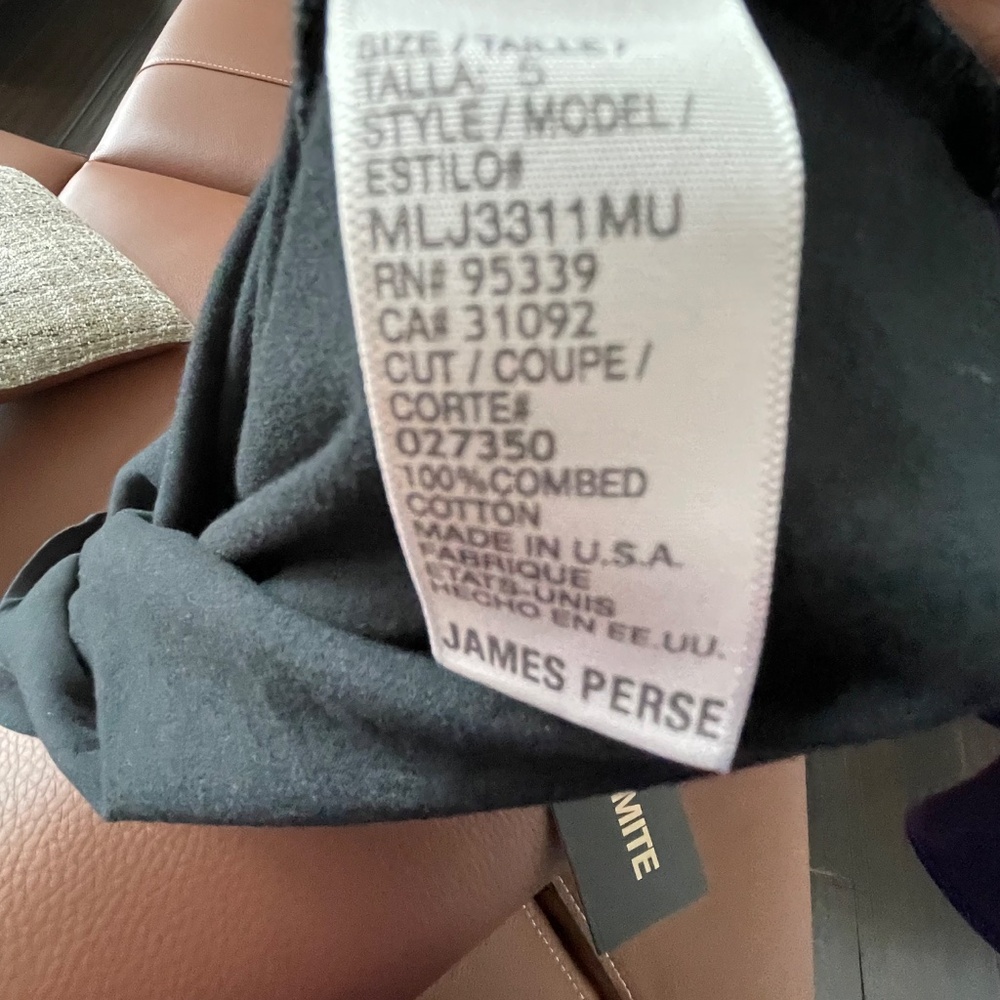 SIZE / TAILLE /
TALLA: 5
STYLE / MODEL /
ESTILO#
MLJ3311MU
RN# 95339
CA# 31092
CUT / COUPE /
CORTE#
027350
100%COMBED
COTTON
MADE IN U.S.A.
FABRIQUE
ETATS-UNIS
HECHO EN EE.UU.
JAMES PERSE
MITE